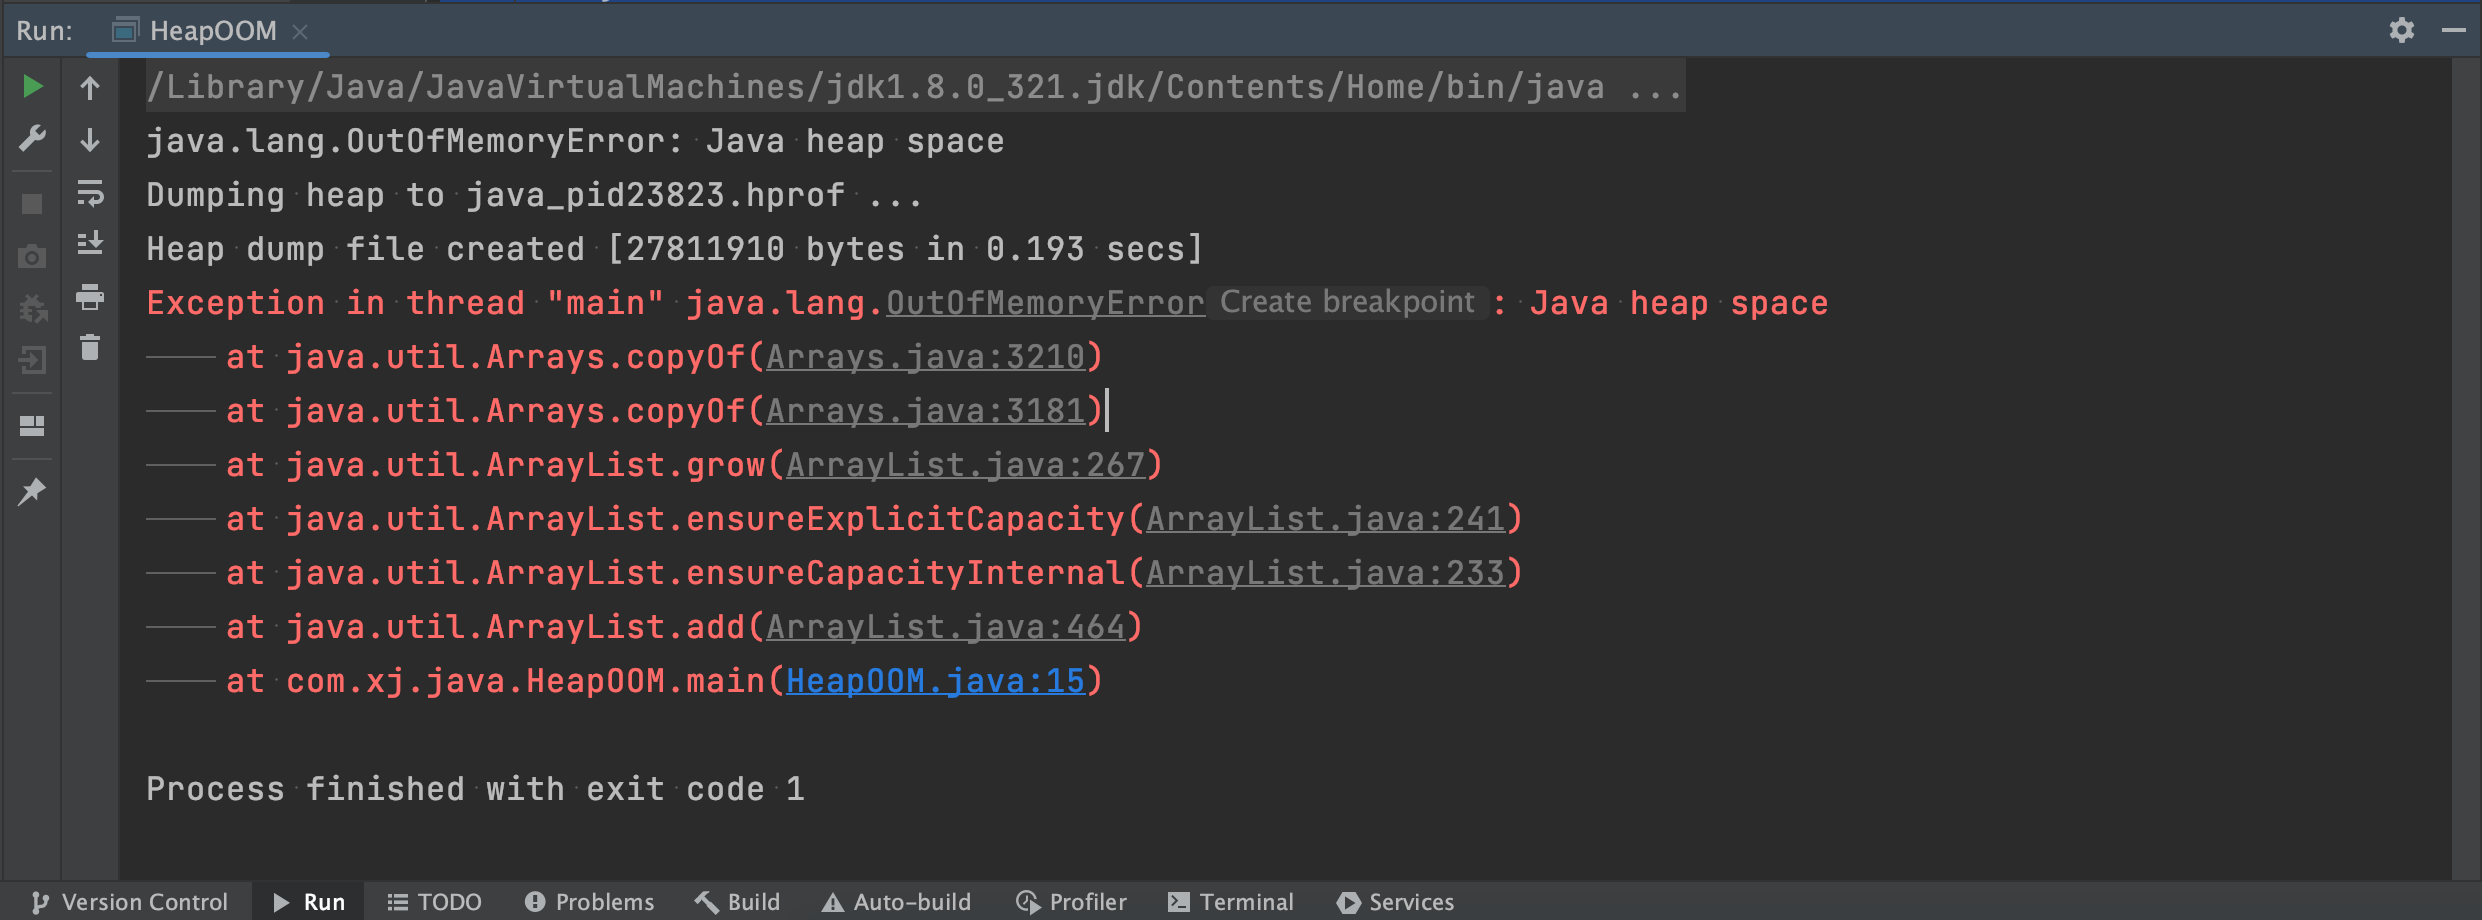 Run: HeapOOM
/Library/Java/JavaVirtualMachines/jdk1.8.0_321.jdk/Contents/Home/bin/java ...
java.lang.OutOfMemoryError: Java heap space
Dumping heap to java_pid23823.hprof ...
Heap dump file created [27811910 bytes in 0.193 secs]
Exception in thread "main" java.lang.OutOfMemoryError Create breakpoint : Java heap space
at java.util.Arrays.copyOf(Arrays.java:3210)
at java.util.Arrays.copyOf(Arrays.java:3181)
at java.util.ArrayList.grow(ArrayList.java:267)
at java.util.ArrayList.ensureExplicitCapacity(ArrayList.java:241)
at java.util.ArrayList.ensureCapacityInternal(ArrayList.java:233)
at java.util.ArrayList.add(ArrayList.java:464)
at com.xj.java.HeapOOM.main(HeapOOM.java:15)
Process finished with exit code 1
Version Control Run TODO Problems Build Auto-build Profiler Terminal Services